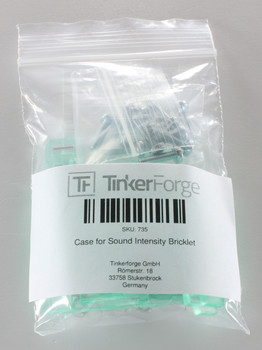 TF TinkerForge
SKU: 735
Case for Sound Intensity Bricklet
Tinkerforge GmbH
Römerstr. 18
33758 Stukenbrock
Germany